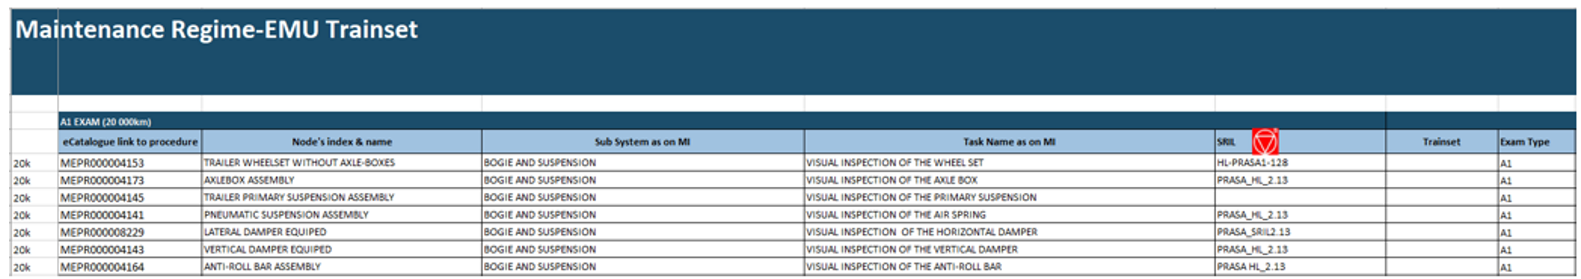 Maintenance Regime-EMU Trainset
A1 EXAM (20 000km)
eCatalogue link to procedure Node's index & name Sub System as on MI Task Name as on MI SRIL Trainset Exam Type
20k MEPR000004153 TRAILER WHEELSET WITHOUT AXLE-BOXES BOGIE AND SUSPENSION VISUAL INSPECTION OF THE WHEEL SET HL-PRASA1-128 A1
20k MEPR000004173 AXLEBOX ASSEMBLY BOGIE AND SUSPENSION VISUAL INSPECTION OF THE AXLE BOX PRASA_HL_2.13 A1
20k MEPR000004145 TRAILER PRIMARY SUSPENSION ASSEMBLY BOGIE AND SUSPENSION VISUAL INSPECTION OF THE PRIMARY SUSPENSION A1
20k MEPR000004141 PNEUMATIC SUSPENSION ASSEMBLY BOGIE AND SUSPENSION VISUAL INSPECTION OF THE AIR SPRING PRASA_HL_2.13 A1
20k MEPR000008229 LATERAL DAMPER EQUIPED BOGIE AND SUSPENSION VISUAL INSPECTION OF THE HORIZONTAL DAMPER PRASA_SRIL2.13 A1
20k MEPR000004143 VERTICAL DAMPER EQUIPED BOGIE AND SUSPENSION VISUAL INSPECTION OF THE VERTICAL DAMPER PRASA_HL_2.13 A1
20k MEPR000004164 ANTI-ROLL BAR ASSEMBLY BOGIE AND SUSPENSION VISUAL INSPECTION OF THE ANTI-ROLL BAR PRASA HL_2.13 A1